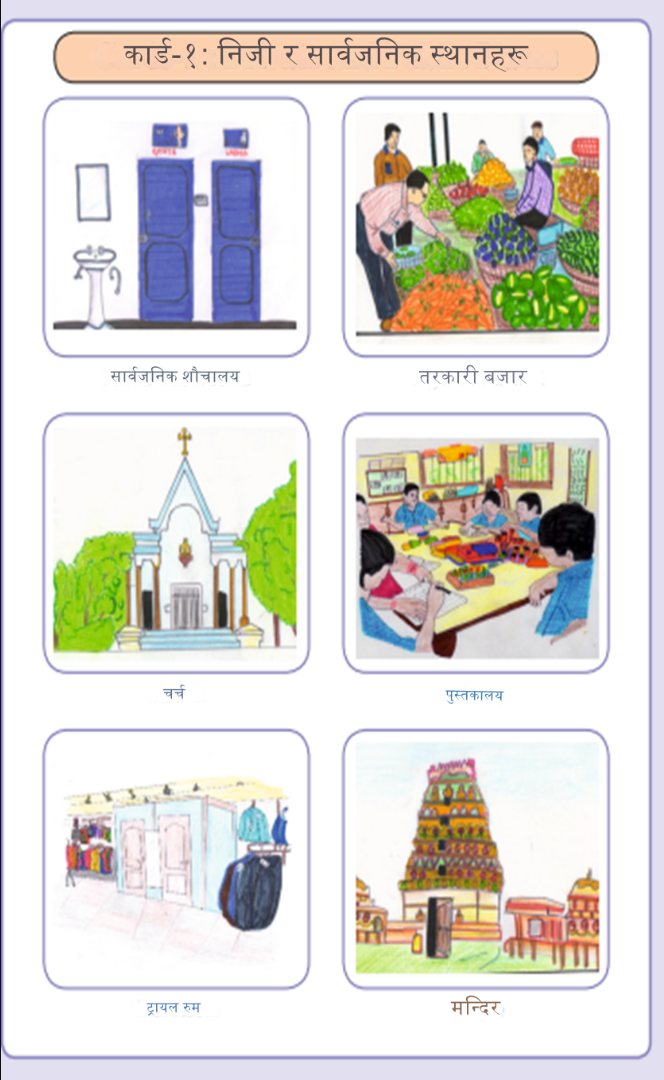 कार्ड-१: निजी र सार्वजनिक स्थानहरू
सार्वजनिक शौचालय
तरकारी बजार
चर्च
पुस्तकालय
ट्रायल रुम
मन्दिर